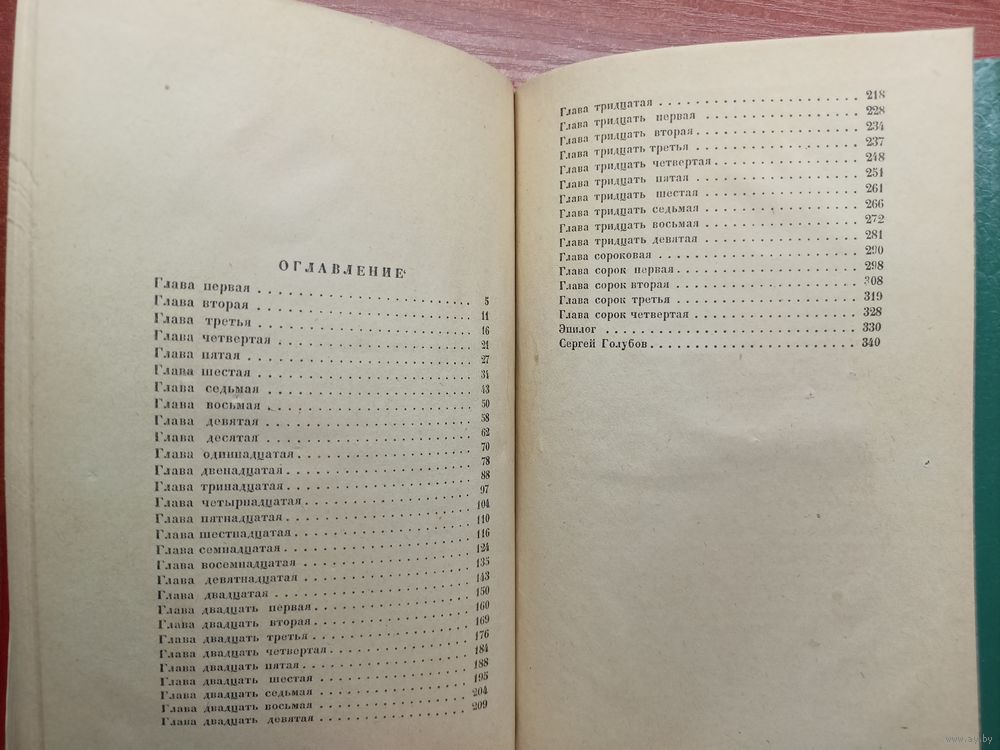 ОГЛАВЛЕНИЕ
Глава первая . . . . . . . . . . . . . . . . . . . . 5
Глава вторая . . . . . . . . . . . . . . . . . . . . 11
Глава третья . . . . . . . . . . . . . . . . . . . . 16
Глава четвертая . . . . . . . . . . . . . . . . . . . . 21
Глава пятая . . . . . . . . . . . . . . . . . . . . 27
Глава шестая . . . . . . . . . . . . . . . . . . . . 34
Глава седьмая . . . . . . . . . . . . . . . . . . . . 43
Глава восьмая . . . . . . . . . . . . . . . . . . . . 50
Глава девятая . . . . . . . . . . . . . . . . . . . . 58
Глава десятая . . . . . . . . . . . . . . . . . . . . 62
Глава одиннадцатая . . . . . . . . . . . . . . . . . . 70
Глава двенадцатая . . . . . . . . . . . . . . . . . . 78
Глава тринадцатая . . . . . . . . . . . . . . . . . . 88
Глава четырнадцатая . . . . . . . . . . . . . . . . . . 97
Глава пятнадцатая . . . . . . . . . . . . . . . . . . 104
Глава шестнадцатая . . . . . . . . . . . . . . . . . . 110
Глава семнадцатая . . . . . . . . . . . . . . . . . . 116
Глава восемнадцатая . . . . . . . . . . . . . . . . . . 124
Глава девятнадцатая . . . . . . . . . . . . . . . . . . 135
Глава двадцатая . . . . . . . . . . . . . . . . . . 143
Глава двадцать первая . . . . . . . . . . . . . . . . 150
Глава двадцать вторая . . . . . . . . . . . . . . . . 160
Глава двадцать третья . . . . . . . . . . . . . . . . 169
Глава двадцать четвертая . . . . . . . . . . . . . . . . 176
Глава двадцать пятая . . . . . . . . . . . . . . . . 184
Глава двадцать шестая . . . . . . . . . . . . . . . . 188
Глава двадцать седьмая . . . . . . . . . . . . . . . . 195
Глава двадцать восьмая . . . . . . . . . . . . . . . . 204
Глава двадцать девятая . . . . . . . . . . . . . . . . 209
Глава тридцатая . . . . . . . . . . . . . . . . . . 218
Глава тридцать первая . . . . . . . . . . . . . . . . 228
Глава тридцать вторая . . . . . . . . . . . . . . . . 234
Глава тридцать третья . . . . . . . . . . . . . . . . 237
Глава тридцать четвертая . . . . . . . . . . . . . . . . 248
Глава тридцать пятая . . . . . . . . . . . . . . . . 251
Глава тридцать шестая . . . . . . . . . . . . . . . . 261
Глава тридцать седьмая . . . . . . . . . . . . . . . . 266
Глава тридцать восьмая . . . . . . . . . . . . . . . . 272
Глава тридцать девятая . . . . . . . . . . . . . . . . 281
Глава сороковая . . . . . . . . . . . . . . . . . . 290
Глава сорок первая . . . . . . . . . . . . . . . . . . 298
Глава сорок вторая . . . . . . . . . . . . . . . . . . 308
Глава сорок третья . . . . . . . . . . . . . . . . . . 319
Глава сорок четвертая . . . . . . . . . . . . . . . . 328
Эпилог . . . . . . . . . . . . . . . . . . . . . . 330
Сергей Голубов . . . . . . . . . . . . . . . . . . . . 340
www.ay.by